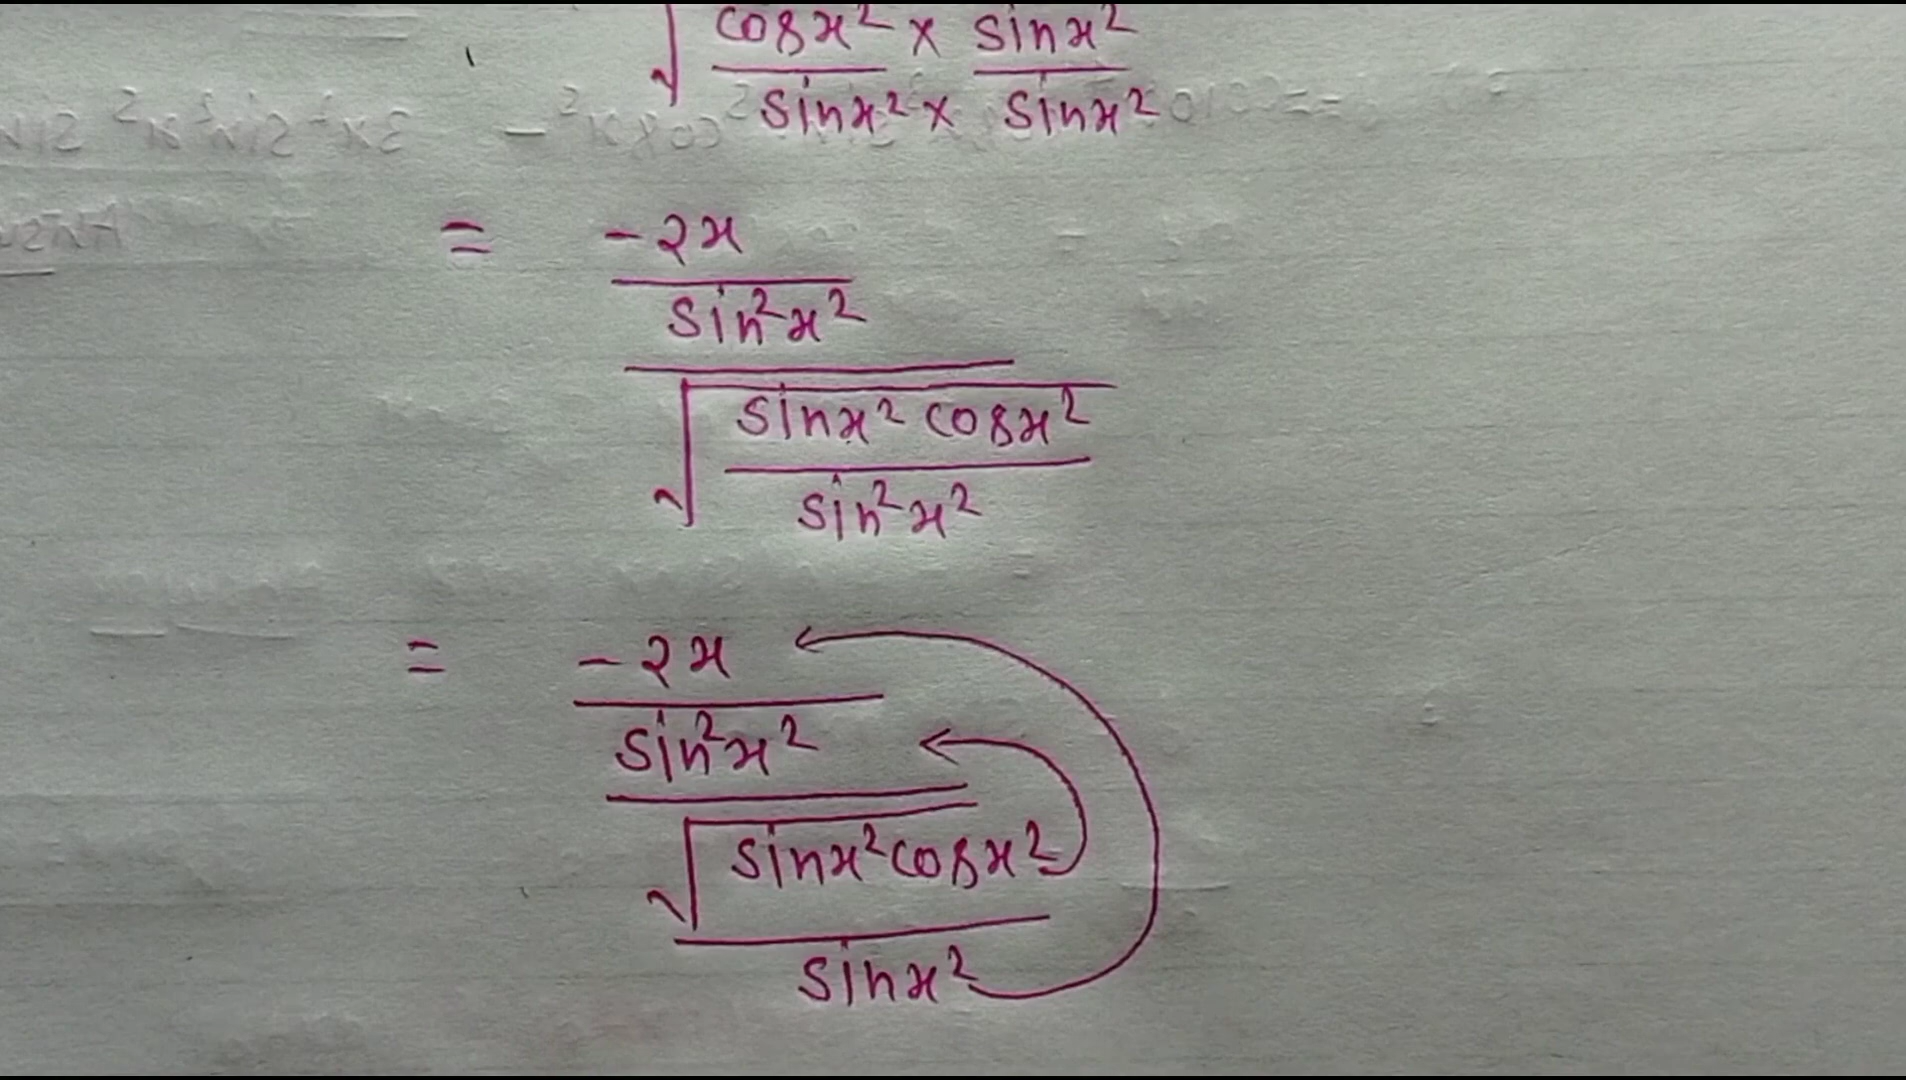 √ cosx² × sinx²
sinx² × sinx²
= -2x
sin²x²
√ sinx² cosx²
sin²x²
= -2x
sin²x²
√ sinx² cosx²
sinx²